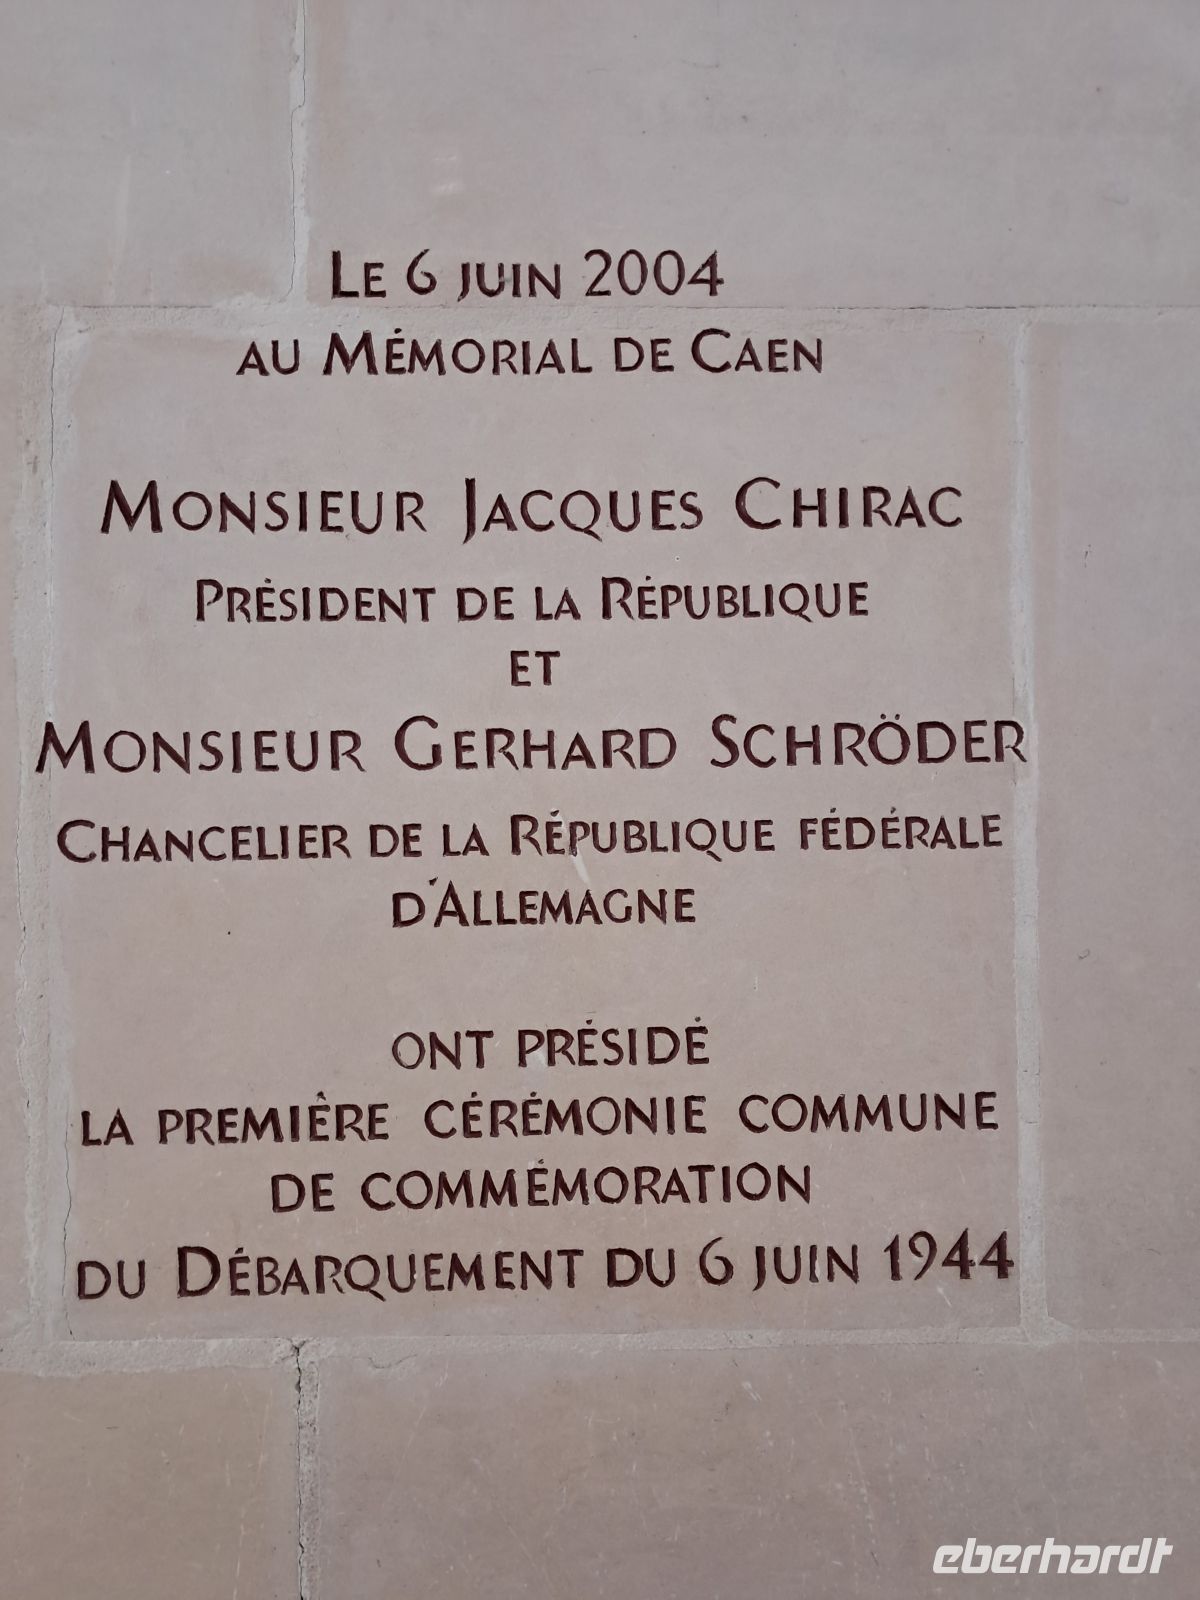 Le 6 juin 2004
au Mémorial de Caen
Monsieur Jacques Chirac
Président de la République
et
Monsieur Gerhard Schröder
Chancelier de la République fédérale
d'Allemagne
ont présidé
la premiêre cérémonie commune
de commémoration
du Débarquement du 6 juin 1944
eberhardt